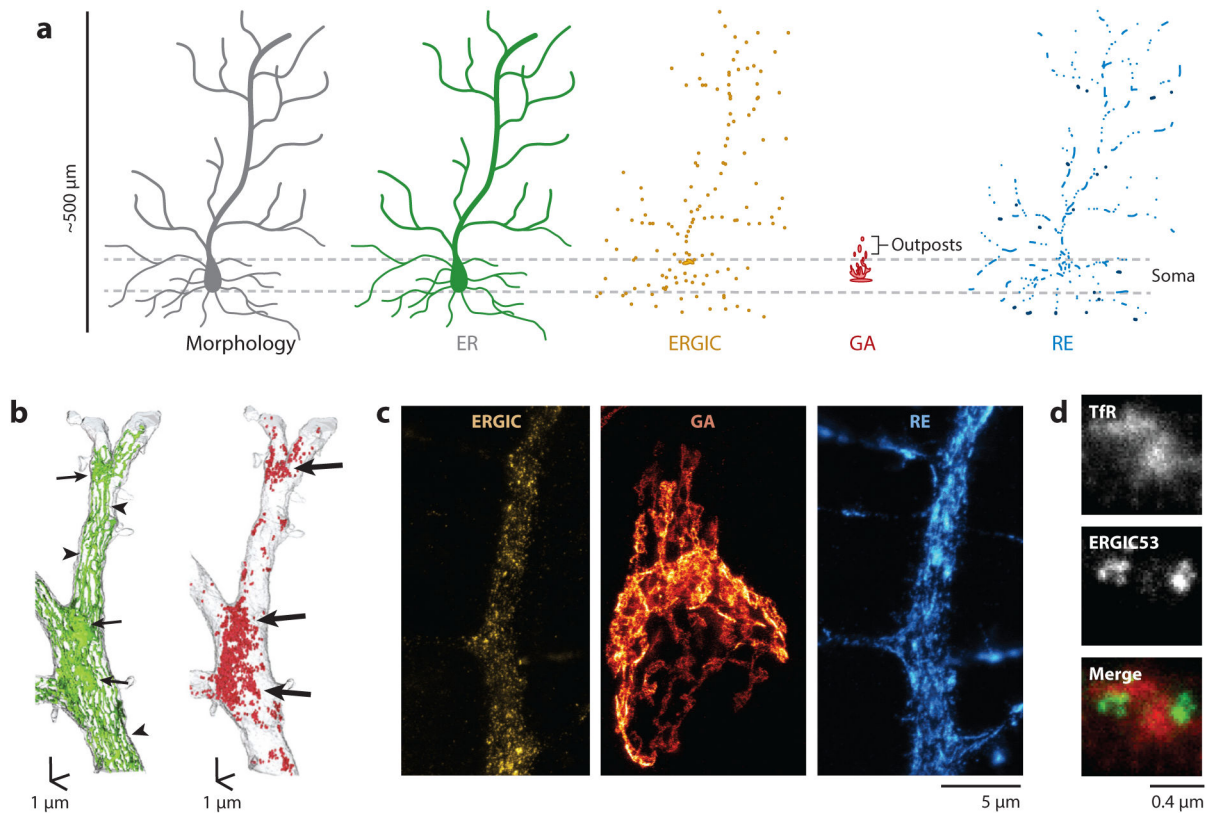 a
~500 μm
Outposts
Soma
Morphology
ER
ERGIC
GA
RE
b
1 μm
1 μm
c
ERGIC
GA
RE
5 μm
d
TfR
ERGIC53
Merge
0.4 μm